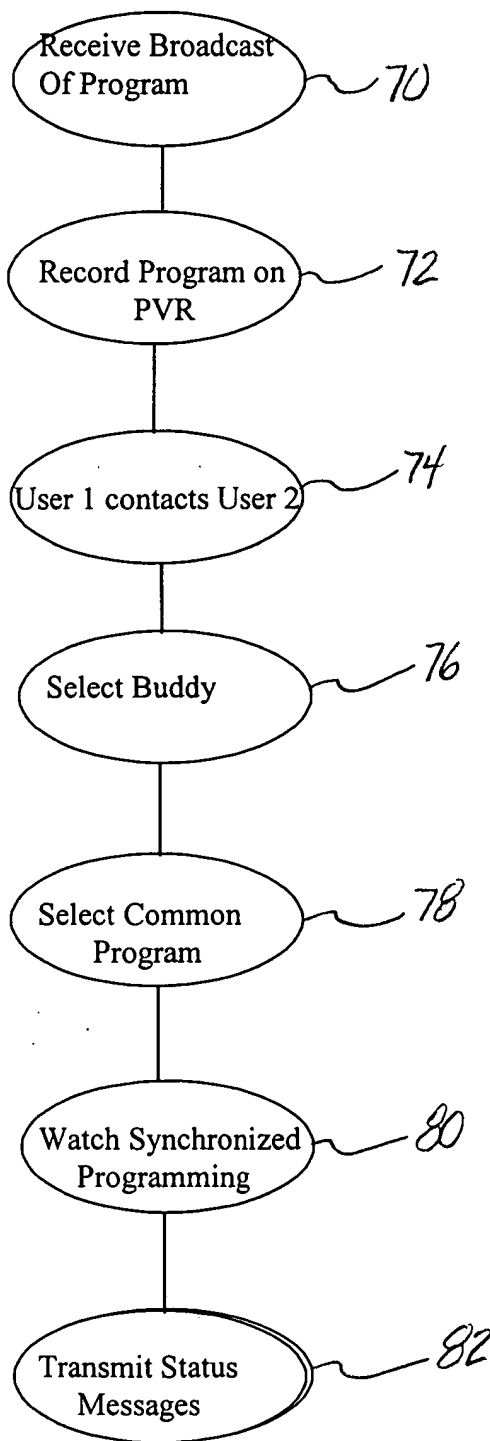 Receive Broadcast
Of Program
70
Record Program on
PVR
72
User 1 contacts User 2
74
Select Buddy
76
Select Common
Program
78
Watch Synchronized
Programming
80
Transmit Status
Messages
82